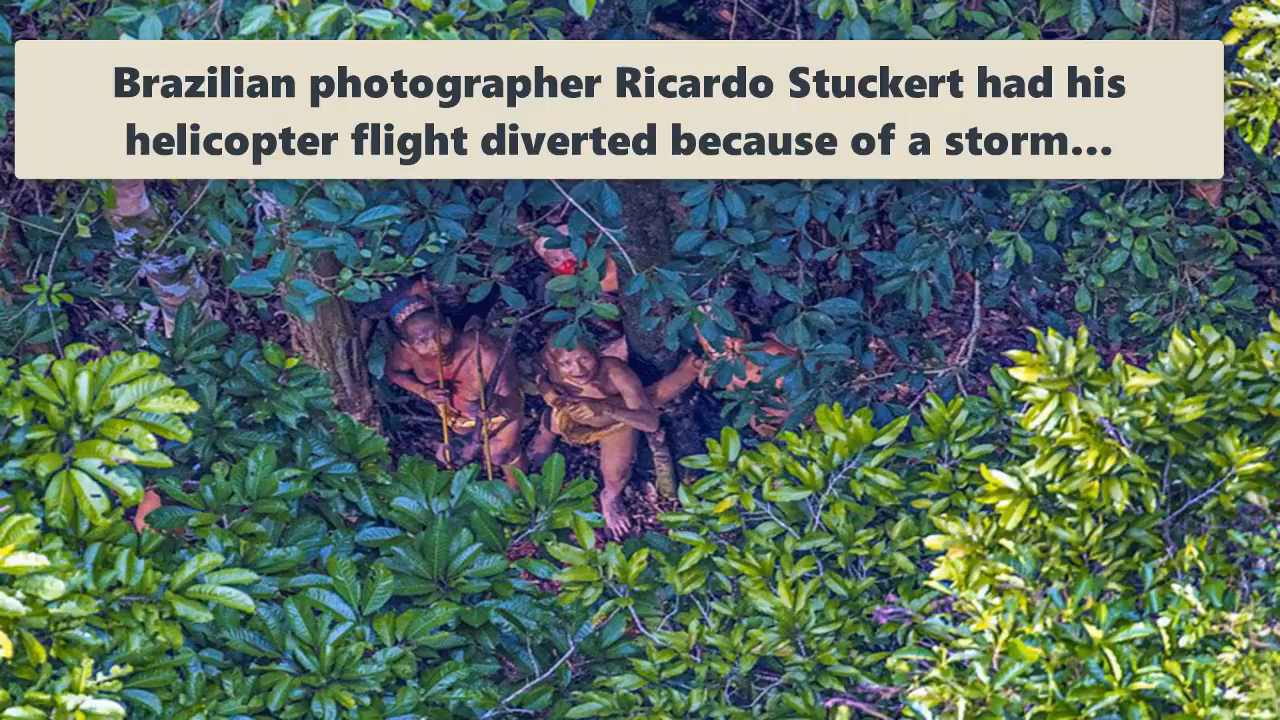 Brazilian photographer Ricardo Stuckert had his
helicopter flight diverted because of a storm...